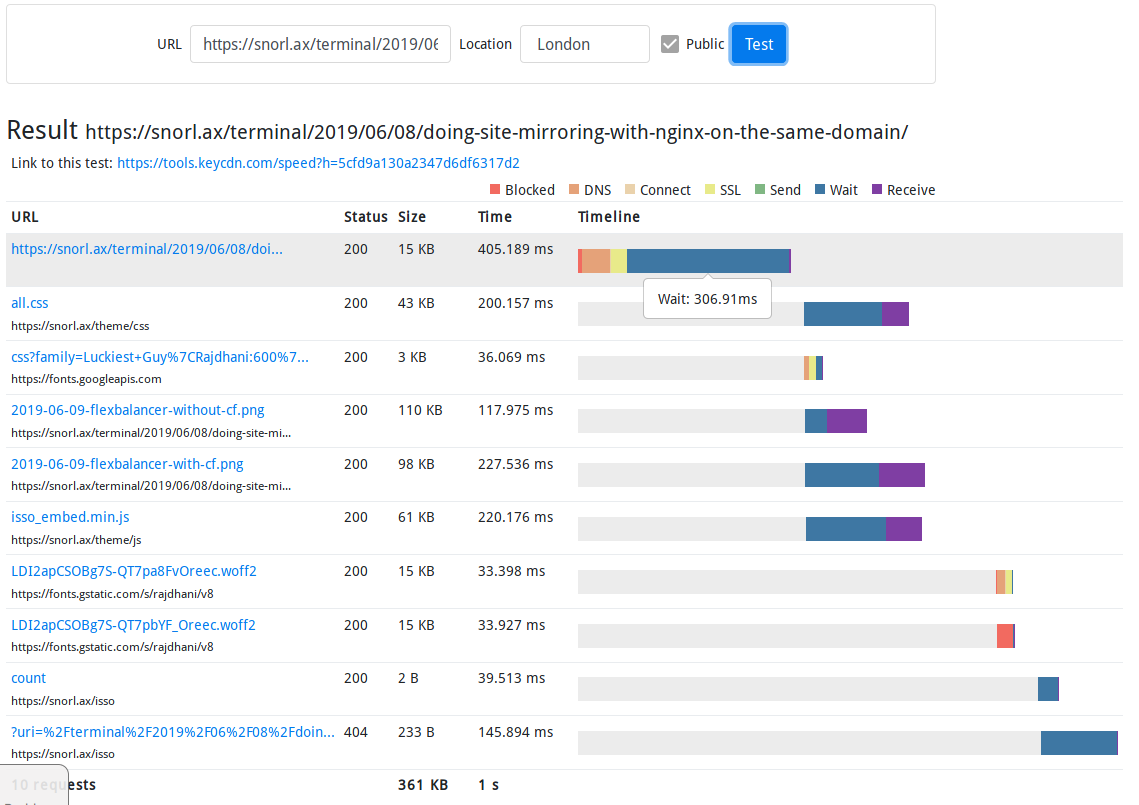 URL https://snorl.ax/terminal/2019/06 Location London Public Test
Result https://snorl.ax/terminal/2019/06/08/doing-site-mirroring-with-nginx-on-the-same-domain/
Link to this test: https://tools.keycdn.com/speed?h=5cfd9a130a2347d6df6317d2
Blocked DNS Connect SSL Send Wait Receive
URL Status Size Time Timeline
https://snorl.ax/terminal/2019/06/08/doi... 200 15 KB 405.189 ms
Wait: 306.91ms
all.css 200 43 KB 200.157 ms
https://snorl.ax/theme/css
css?family=Luckiest+Guy%7CRajdhani:600%7... 200 3 KB 36.069 ms
https://fonts.googleapis.com
2019-06-09-flexbalancer-without-cf.png 200 110 KB 117.975 ms
https://snorl.ax/terminal/2019/06/08/doing-site-mi...
2019-06-09-flexbalancer-with-cf.png 200 98 KB 227.536 ms
https://snorl.ax/terminal/2019/06/08/doing-site-mi...
isso_embed.min.js 200 61 KB 220.176 ms
https://snorl.ax/theme/js
LDI2apCSOBg7S-QT7pa8FvOreec.woff2 200 15 KB 33.398 ms
https://fonts.gstatic.com/s/rajdhani/v8
LDI2apCSOBg7S-QT7pbYF_Oreec.woff2 200 15 KB 33.927 ms
https://fonts.gstatic.com/s/rajdhani/v8
count 200 2 B 39.513 ms
https://snorl.ax/isso
?uri=%2Fterminal%2F2019%2F06%2F08%2Fdoin... 404 233 B 145.894 ms
https://snorl.ax/isso
10 requests 361 KB 1 s